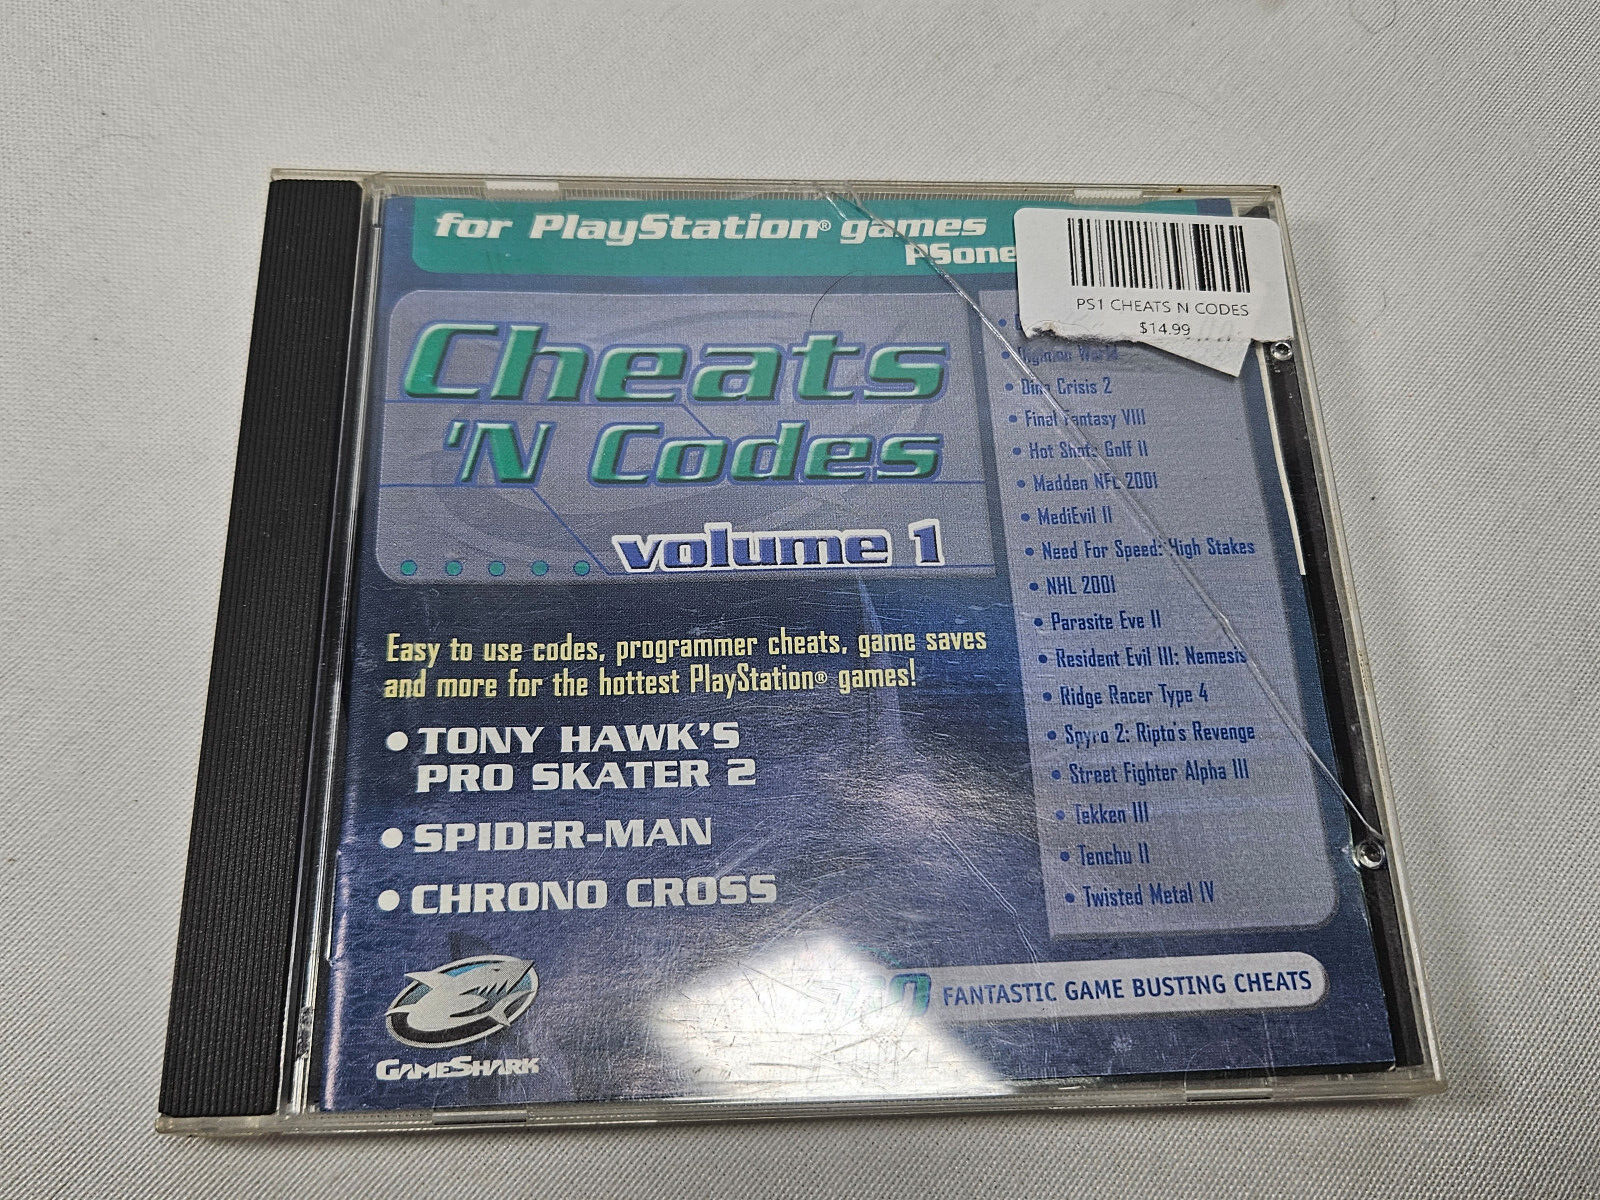 for PlayStation® games
PSone
PS1 CHEATS N CODES
$14.99
Cheats
'N Codes
volume 1
• Digimon World
• Dino Crisis 2
• Final Fantasy VIII
• Hot Shots Golf II
• Madden NFL 2001
• MediEvil II
• Need For Speed: High Stakes
• NHL 2001
• Parasite Eve II
• Resident Evil III: Nemesis
• Ridge Racer Type 4
• Spyro 2: Ripto's Revenge
• Street Fighter Alpha III
• Tekken III
• Tenchu II
• Twisted Metal IV
Easy to use codes, programmer cheats, game saves
and more for the hottest PlayStation® games!
• TONY HAWK'S
PRO SKATER 2
• SPIDER-MAN
• CHRONO CROSS
FANTASTIC GAME BUSTING CHEATS
GAMESHARK